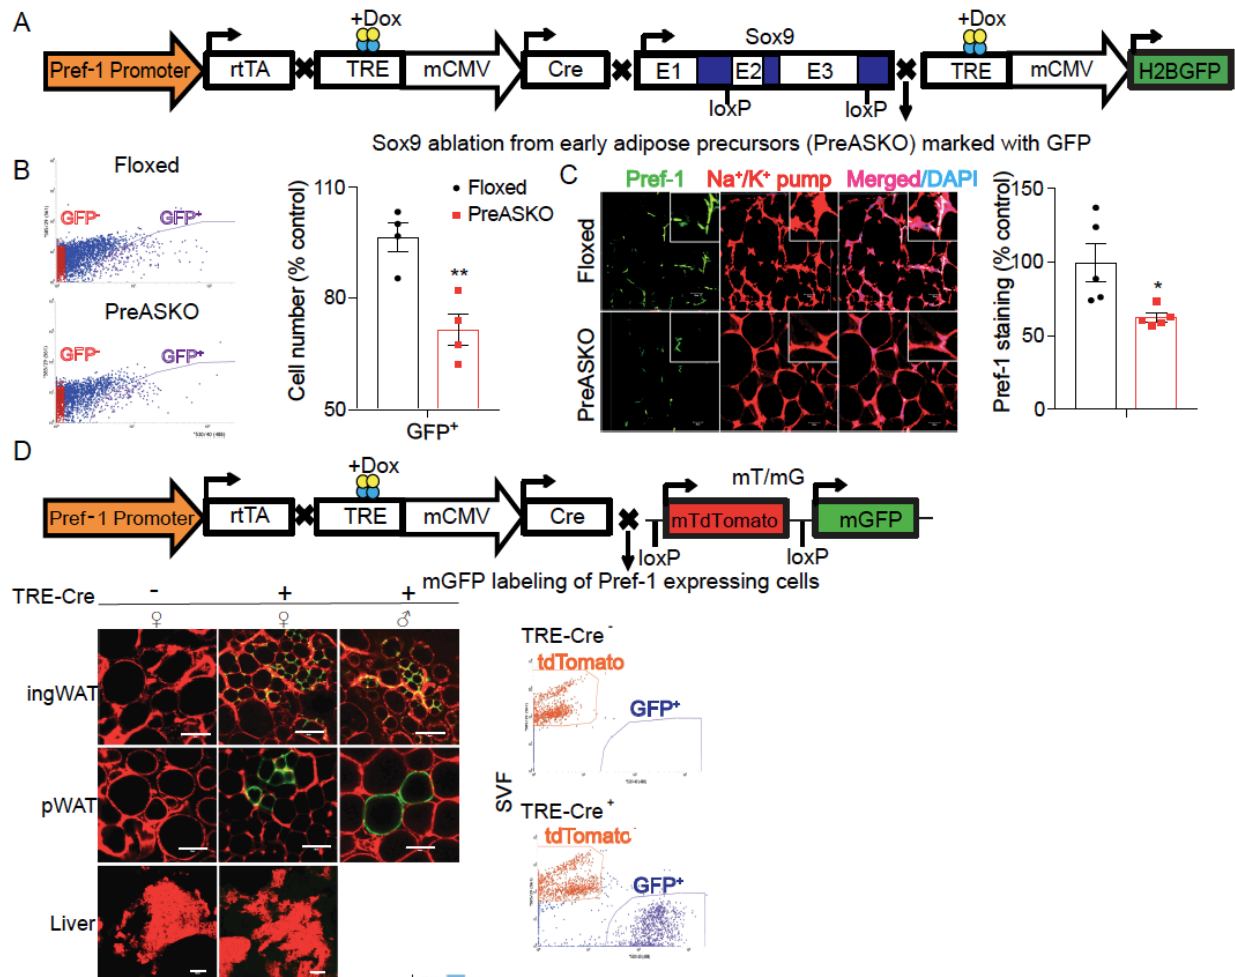 A
+Dox
+Dox
Pref-1 Promoter
rtTA
TRE
mCMV
Cre
Sox9
E1
E2
E3
loxP
loxP
TRE
mCMV
H2BGFP
Sox9 ablation from early adipose precursors (PreASKO) marked with GFP
B
Floxed
GFP-
GFP+
PreASKO
GFP-
GFP+
Cell number (% control)
110
80
50
Floxed
PreASKO
**
GFP+
C
Pref-1
Na+/K+ pump
Merged/DAPI
Floxed
PreASKO
Pref-1 staining (% control)
150
100
50
0
*
D
+Dox
Pref-1 Promoter
rtTA
TRE
mCMV
Cre
mT/mG
mTdTomato
mGFP
loxP
loxP
mGFP labeling of Pref-1 expressing cells
TRE-Cre - + +
♀ ♀ ♂
ingWAT
pWAT
Liver
SVF
TRE-Cre-
tdTomato
GFP+
TRE-Cre+
tdTomato
GFP+